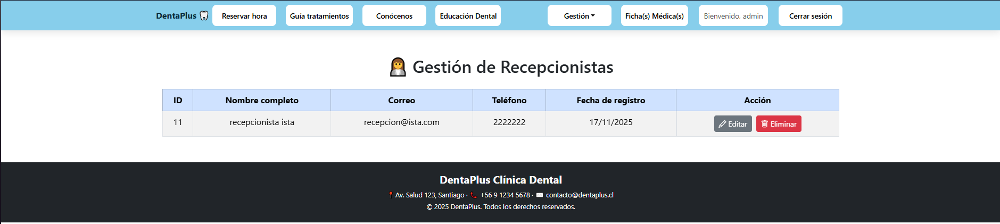 DentaPlus Reservar hora Guía tratamientos Conócenos Educación Dental Gestión Ficha(s) Médica(s) Bienvenido, admin Cerrar sesión
Gestión de Recepcionistas
ID Nombre completo Correo Teléfono Fecha de registro Acción
11 recepcionista ista recepcion@ista.com 2222222 17/11/2025 Editar Eliminar
DentaPlus Clínica Dental
Av. Salud 123, Santiago · +56 9 1234 5678 · contacto@dentaplus.cl
© 2025 DentaPlus. Todos los derechos reservados.